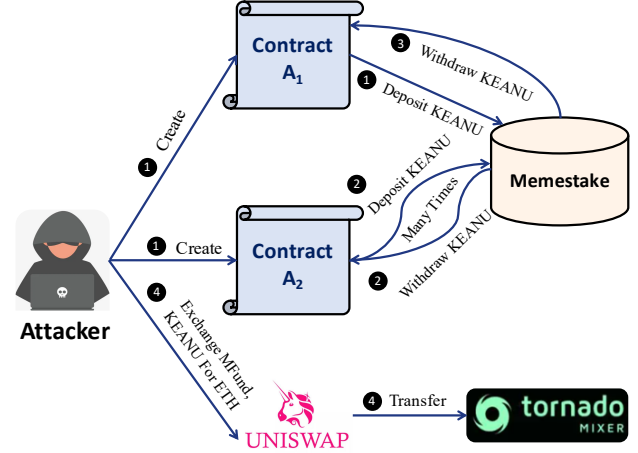 Contract
A1
3
Withdraw KEANU
1
Deposit KEANU
1
Create
Memestake
2
Deposit KEANU
Many Times
Withdraw KEANU
2
Contract
A2
1
Create
Attacker
4
Exchange MFund,
KEANU For ETH
UNISWAP
4
Transfer
tornado
MIXER